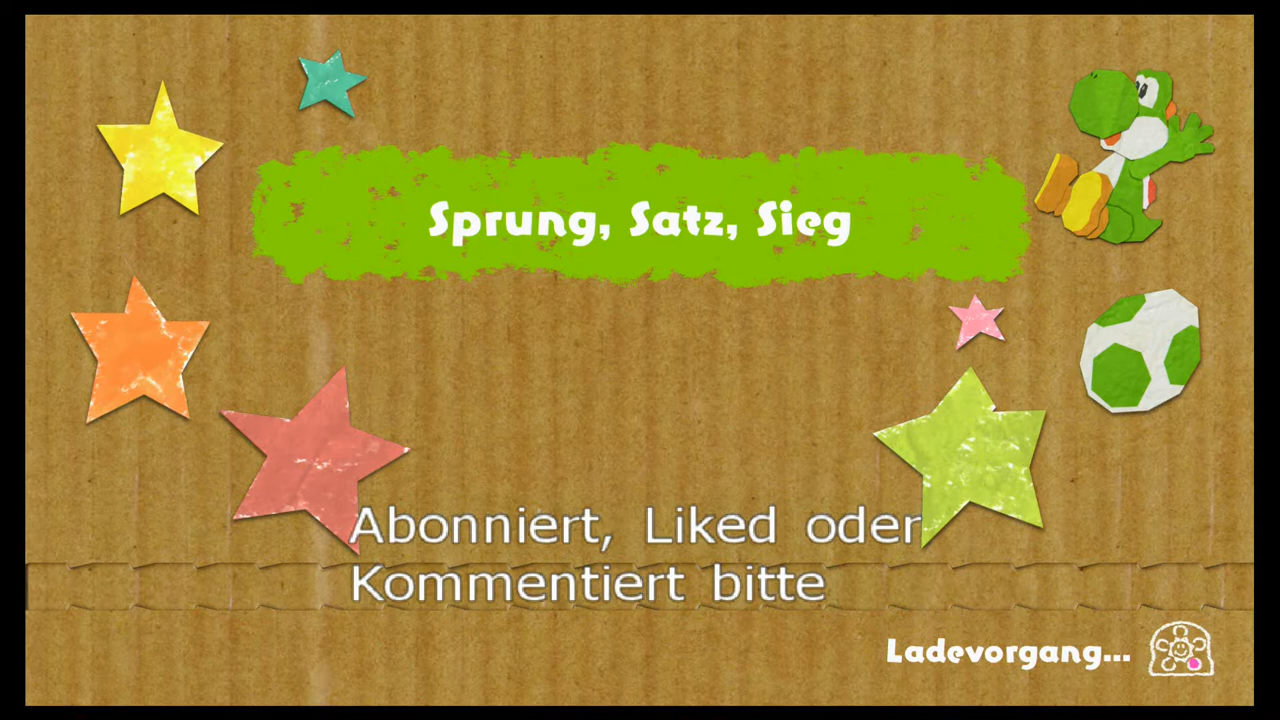 Sprung, Satz, Sieg
Abonniert, Liked oder
Kommentiert bitte
Ladevorgang...